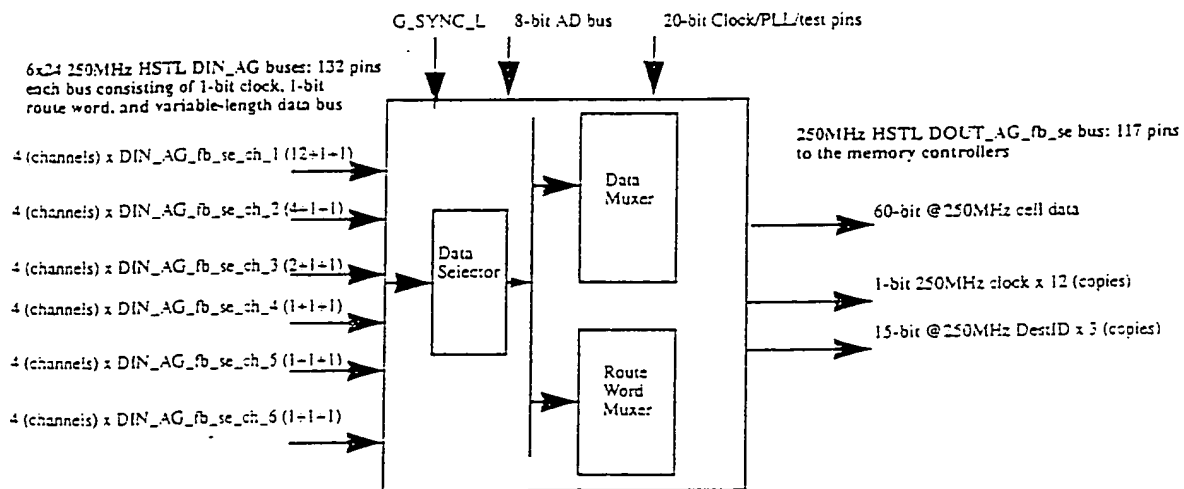 G_SYNC_L
8-bit AD bus
20-bit Clock/PLL/test pins
6x24 250MHz HSTL DIN_AG buses: 132 pins
each bus consisting of 1-bit clock, 1-bit
route word, and variable-length data bus
4 (channels) x DIN_AG_fb_se_ch_1 (12+1+1)
4 (channels) x DIN_AG_fb_se_ch_2 (4+1+1)
4 (channels) x DIN_AG_fb_se_ch_3 (2+1+1)
4 (channels) x DIN_AG_fb_se_ch_4 (1+1+1)
4 (channels) x DIN_AG_fb_se_ch_5 (1+1+1)
4 (channels) x DIN_AG_fb_se_ch_6 (1+1+1)
Data
Selector
Data
Muxer
Route
Word
Muxer
250MHz HSTL DOUT_AG_fb_se bus: 117 pins
to the memory controllers
60-bit @250MHz cell data
1-bit 250MHz clock x 12 (copies)
15-bit @250MHz DestID x 3 (copies)